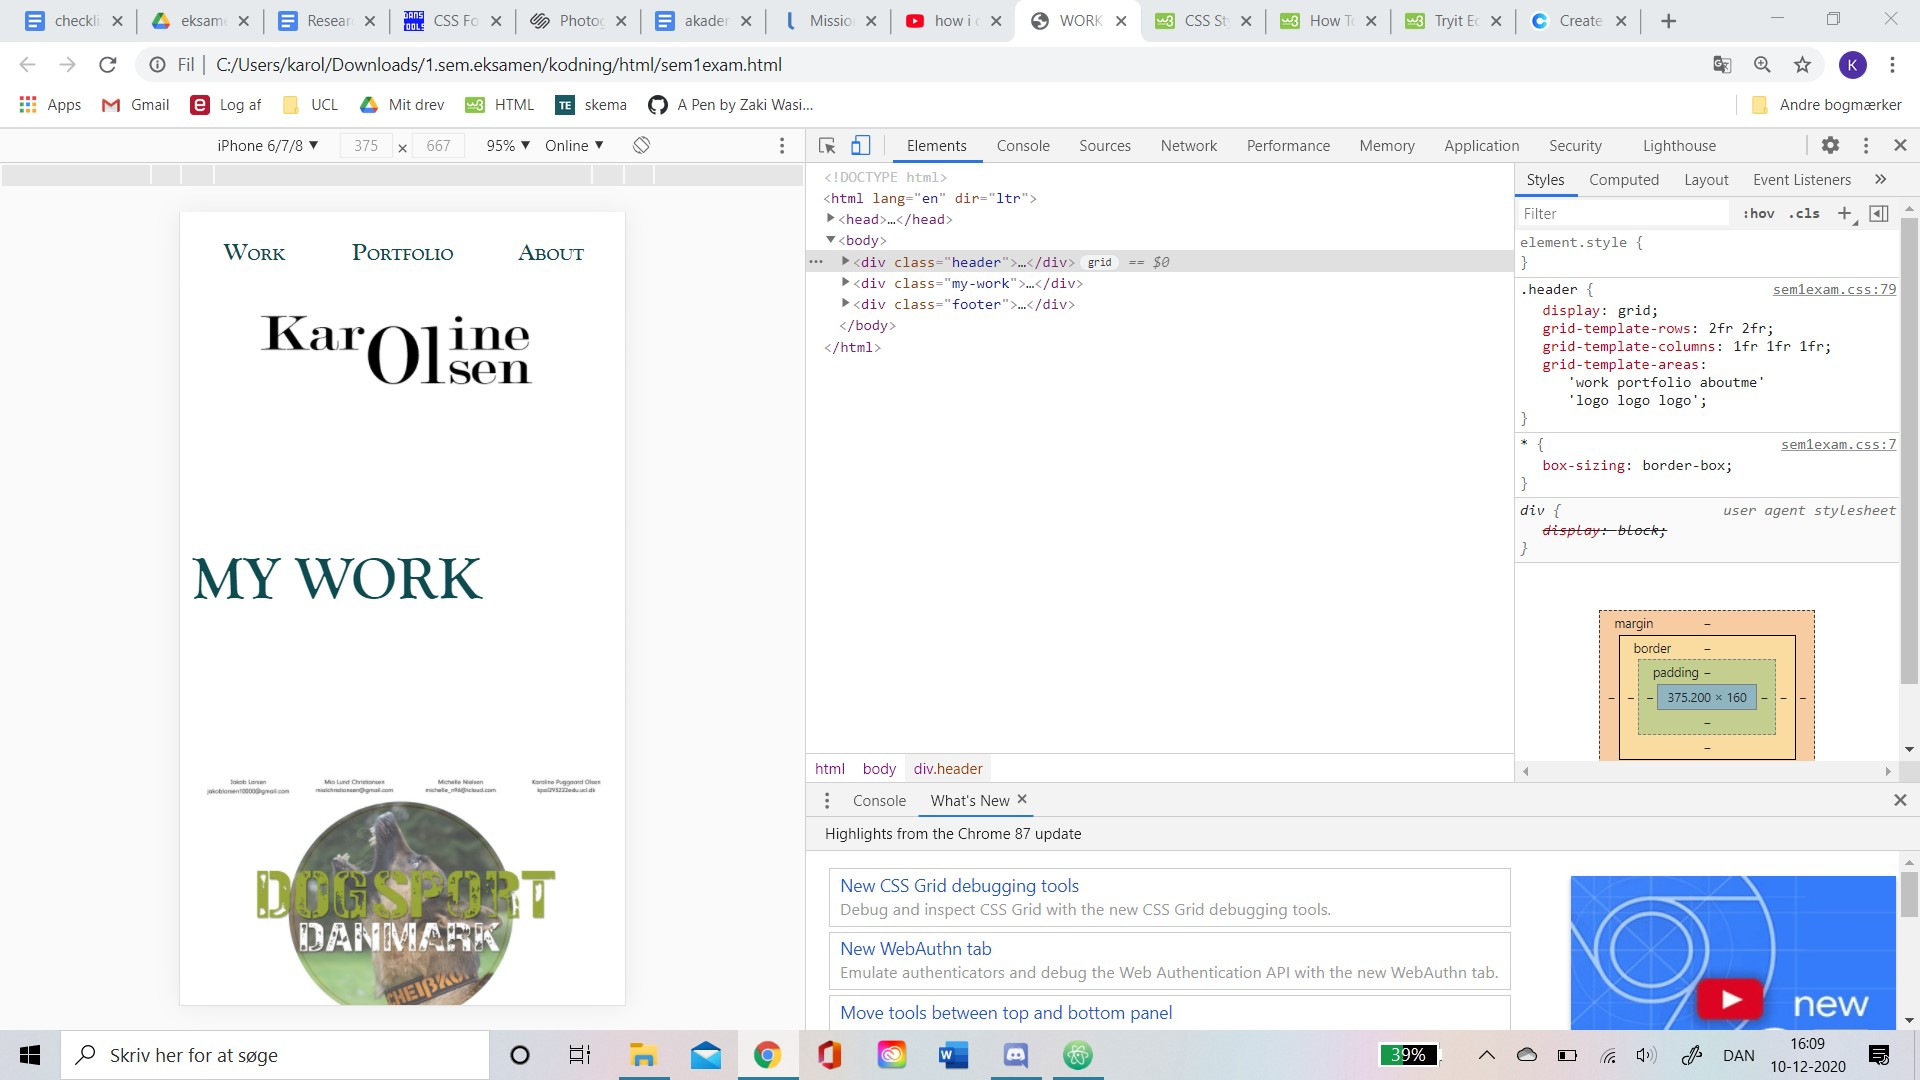 checkli
eksame
Resear
CSS Fo
Photog
akader
Missio
how i c
WORK
CSS St
How T
Tryit Ed
Create
Fil
C:/Users/karol/Downloads/1.sem.eksamen/kodning/html/sem1exam.html
K
Apps
Gmail
Log af
UCL
Mit drev
HTML
TE
skema
A Pen by Zaki Wasi...
Andre bogmærker
iPhone 6/7/8 ▼
375 × 667
95% ▼
Online ▼
Elements
Console
Sources
Network
Performance
Memory
Application
Security
Lighthouse
Work
Portfolio
About
Karoline
Olsen
MY WORK
Jakob Larsen
jakoblarsen10000@gmail.com
Mia Lund Christiansen
mialchristiansen@gmail.com
Michelle Nielsen
michelle_n96@icloud.com
Karoline Puggaard Olsen
DOGSPORT
DANMARK
<!DOCTYPE html>
<html lang="en" dir="ltr">
<head>…</head>
<body>
<div class="header">…</div> grid == $0
<div class="my-work">…</div>
<div class="footer">…</div>
</body>
</html>
html body div.header
Styles
Computed
Layout
Event Listeners
Filter
:hov .cls +
element.style {
}
.header { sem1exam.css:79
display: grid;
grid-template-rows: 2fr 2fr;
grid-template-columns: 1fr 1fr 1fr;
grid-template-areas:
'work portfolio aboutme'
'logo logo logo';
}
* { sem1exam.css:7
box-sizing: border-box;
}
div { user agent stylesheet
display: block;
}
margin –
border –
padding –
– – – 375.200 × 160 – – –
–
–
Console
What's New
Highlights from the Chrome 87 update
New CSS Grid debugging tools
Debug and inspect CSS Grid with the new CSS Grid debugging tools.
New WebAuthn tab
Emulate authenticators and debug the Web Authentication API with the new WebAuthn tab.
Move tools between top and bottom panel
new
Skriv her for at søge
39%
DAN
16:09
10-12-2020